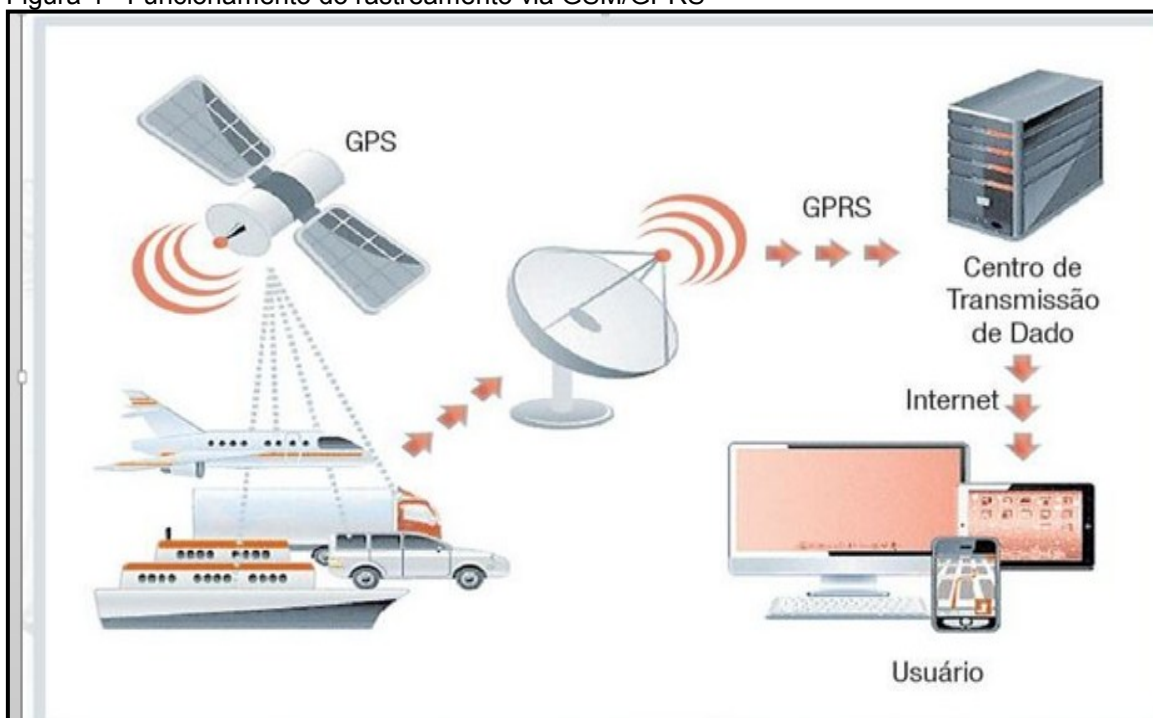 GPS
GPRS
Centro de
Transmissão
de Dado
Internet
Usuário